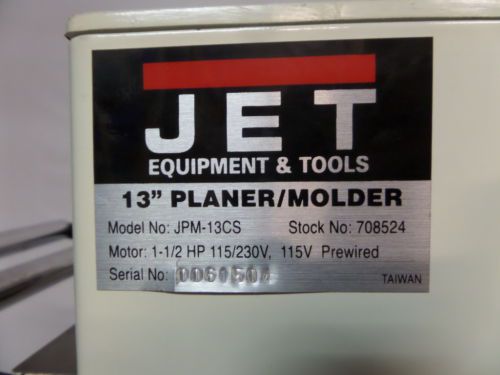 JET
EQUIPMENT & TOOLS
13" PLANER/MOLDER
Model No: JPM-13CS Stock No: 708524
Motor: 1-1/2 HP 115/230V, 115V Prewired
Serial No:
TAIWAN